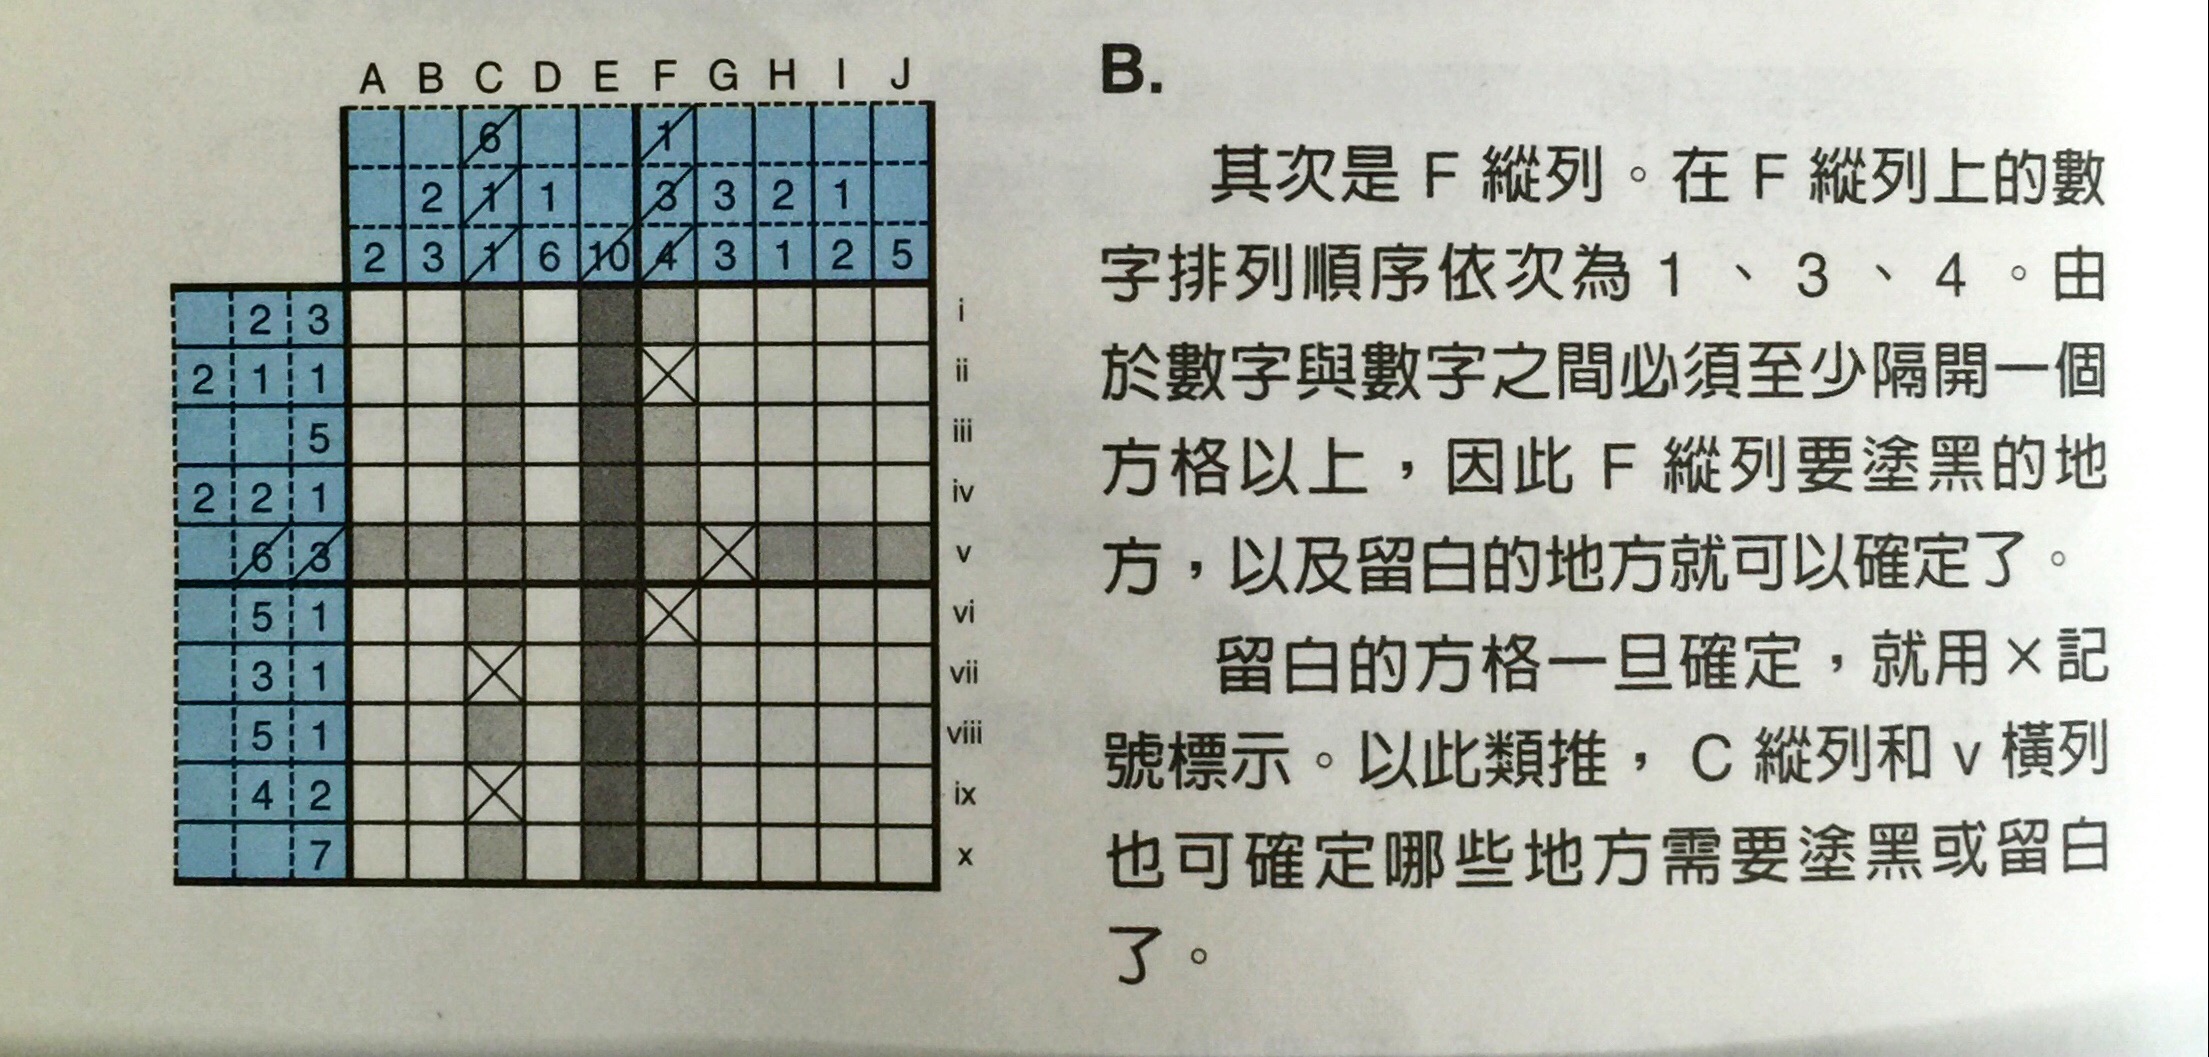 A B C D E F G H I J
6 1
2 1 1 3 3 2 1
2 3 1 6 10 4 3 1 2 5
2 3 i
2 1 1 ii
5 iii
2 2 1 iv
6 3 v
5 1 vi
3 1 vii
5 1 viii
4 2 ix
7 x
B.
其次是 F 縱列。在 F 縱列上的數
字排列順序依次為 1 、 3 、 4 。由
於數字與數字之間必須至少隔開一個
方格以上，因此 F 縱列要塗黑的地
方，以及留白的地方就可以確定了。
留白的方格一旦確定，就用×記
號標示。以此類推， C 縱列和 v 橫列
也可確定哪些地方需要塗黑或留白
了。